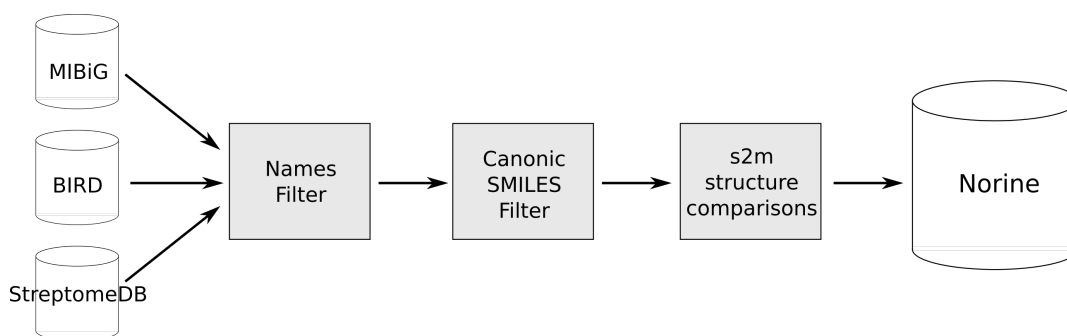 MIBiG
BIRD
StreptomeDB
Names
Filter
Canonic
SMILES
Filter
s2m
structure
comparisons
Norine